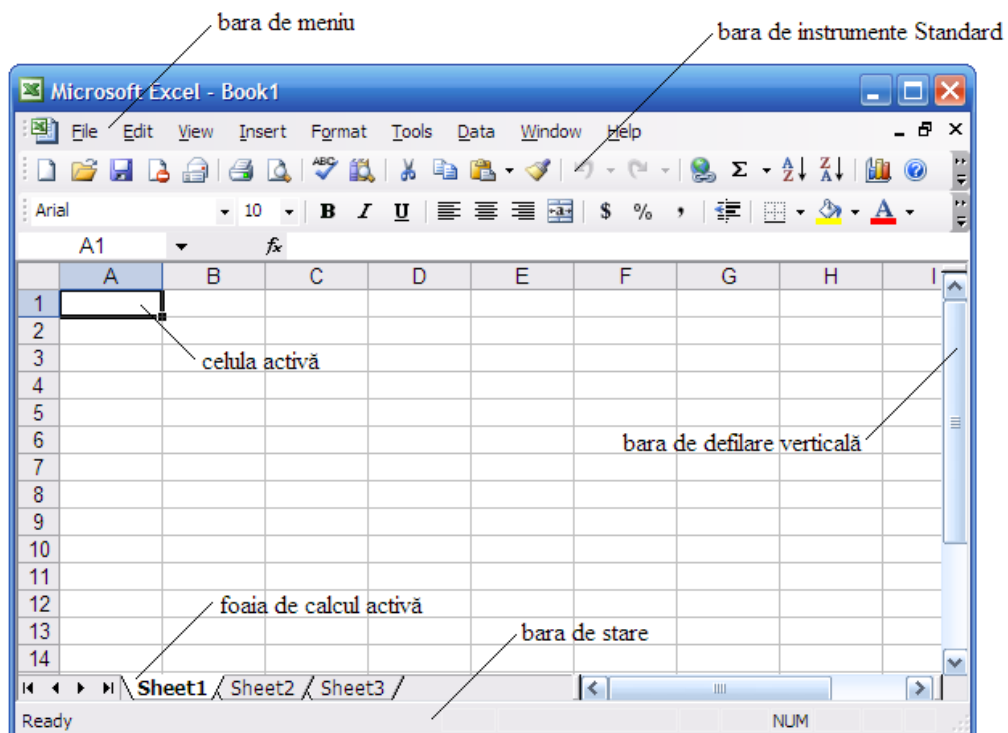 bara de meniu
bara de instrumente Standard
Microsoft Excel - Book1
File Edit View Insert Format Tools Data Window Help
ABC Σ A Z Z A
Arial 10 B I U $ % , A
A1 fx
A B C D E F G H I
1
2
3 celula activă
4
5
6 bara de defilare verticală
7
8
9
10
11
12 foaia de calcul activă
13 bara de stare
14
Sheet1 Sheet2 Sheet3
Ready NUM